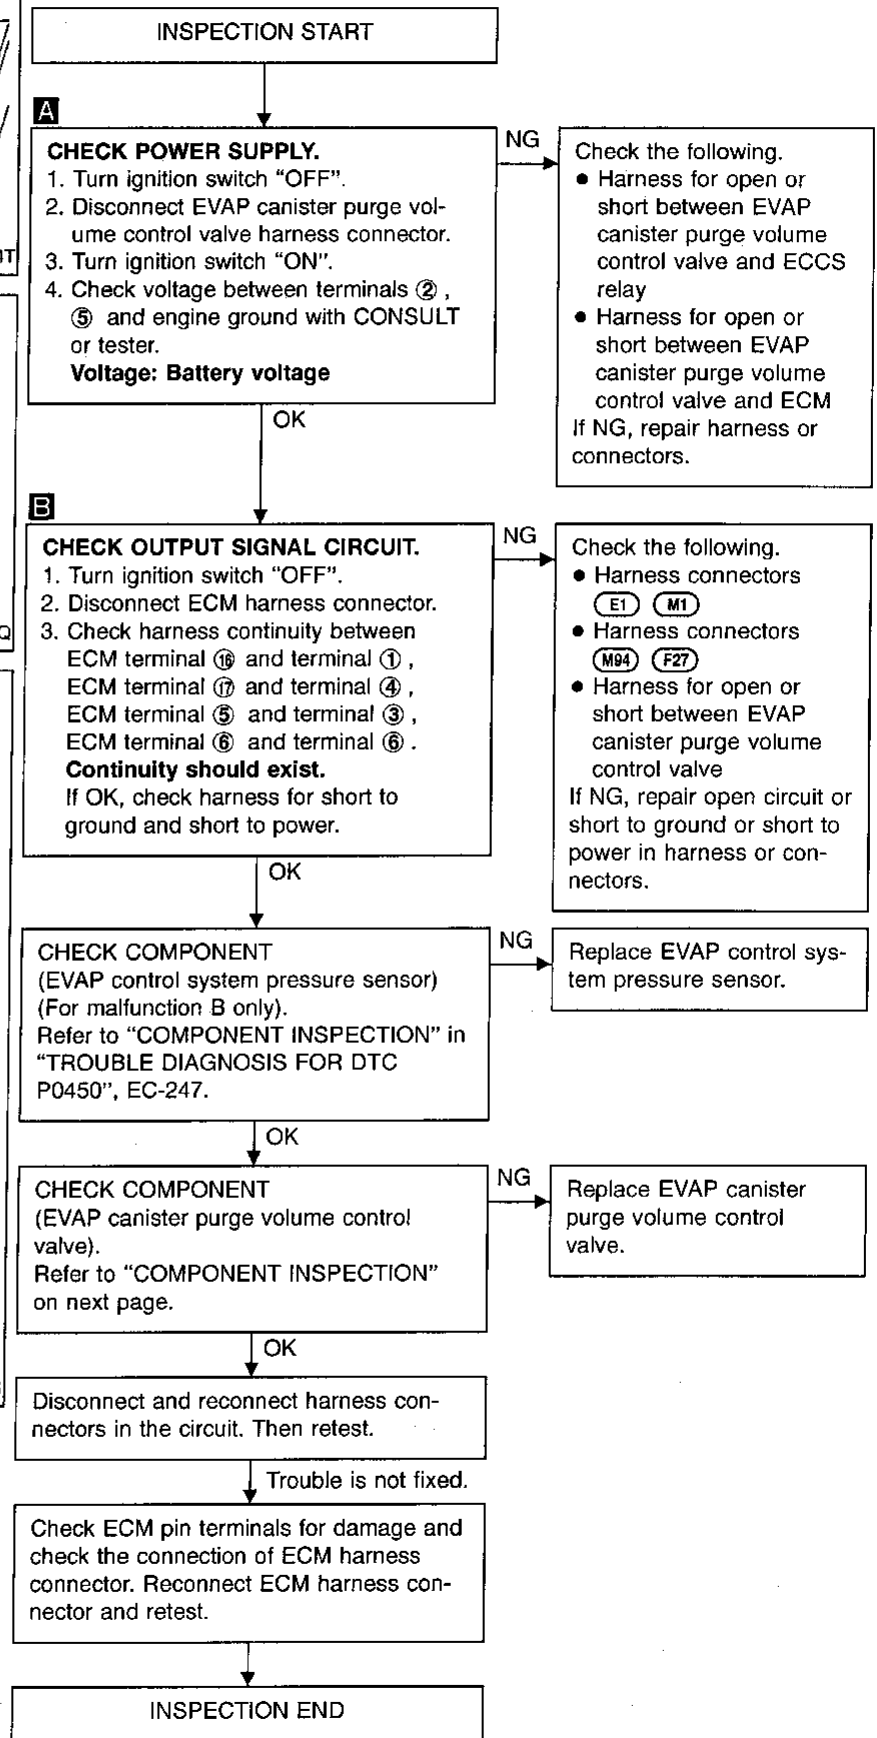 INSPECTION START
A
CHECK POWER SUPPLY.
1. Turn ignition switch “OFF”.
2. Disconnect EVAP canister purge vol-
ume control valve harness connector.
3. Turn ignition switch “ON”.
4. Check voltage between terminals ② ,
⑤ and engine ground with CONSULT
or tester.
Voltage: Battery voltage
NG
Check the following.
● Harness for open or
short between EVAP
canister purge volume
control valve and ECCS
relay
● Harness for open or
short between EVAP
canister purge volume
control valve and ECM
If NG, repair harness or
connectors.
OK
B
CHECK OUTPUT SIGNAL CIRCUIT.
1. Turn ignition switch “OFF”.
2. Disconnect ECM harness connector.
3. Check harness continuity between
ECM terminal ⑯ and terminal ① ,
ECM terminal ⑰ and terminal ④ ,
ECM terminal ⑤ and terminal ③ ,
ECM terminal ⑥ and terminal ⑥ .
Continuity should exist.
If OK, check harness for short to
ground and short to power.
NG
Check the following.
● Harness connectors
E1 M1
● Harness connectors
M94 F27
● Harness for open or
short between EVAP
canister purge volume
control valve
If NG, repair open circuit or
short to ground or short to
power in harness or con-
nectors.
OK
CHECK COMPONENT
(EVAP control system pressure sensor)
(For malfunction B only).
Refer to “COMPONENT INSPECTION” in
“TROUBLE DIAGNOSIS FOR DTC
P0450”, EC-247.
NG
Replace EVAP control sys-
tem pressure sensor.
OK
CHECK COMPONENT
(EVAP canister purge volume control
valve).
Refer to “COMPONENT INSPECTION”
on next page.
NG
Replace EVAP canister
purge volume control
valve.
OK
Disconnect and reconnect harness con-
nectors in the circuit. Then retest.
Trouble is not fixed.
Check ECM pin terminals for damage and
check the connection of ECM harness
connector. Reconnect ECM harness con-
nector and retest.
INSPECTION END